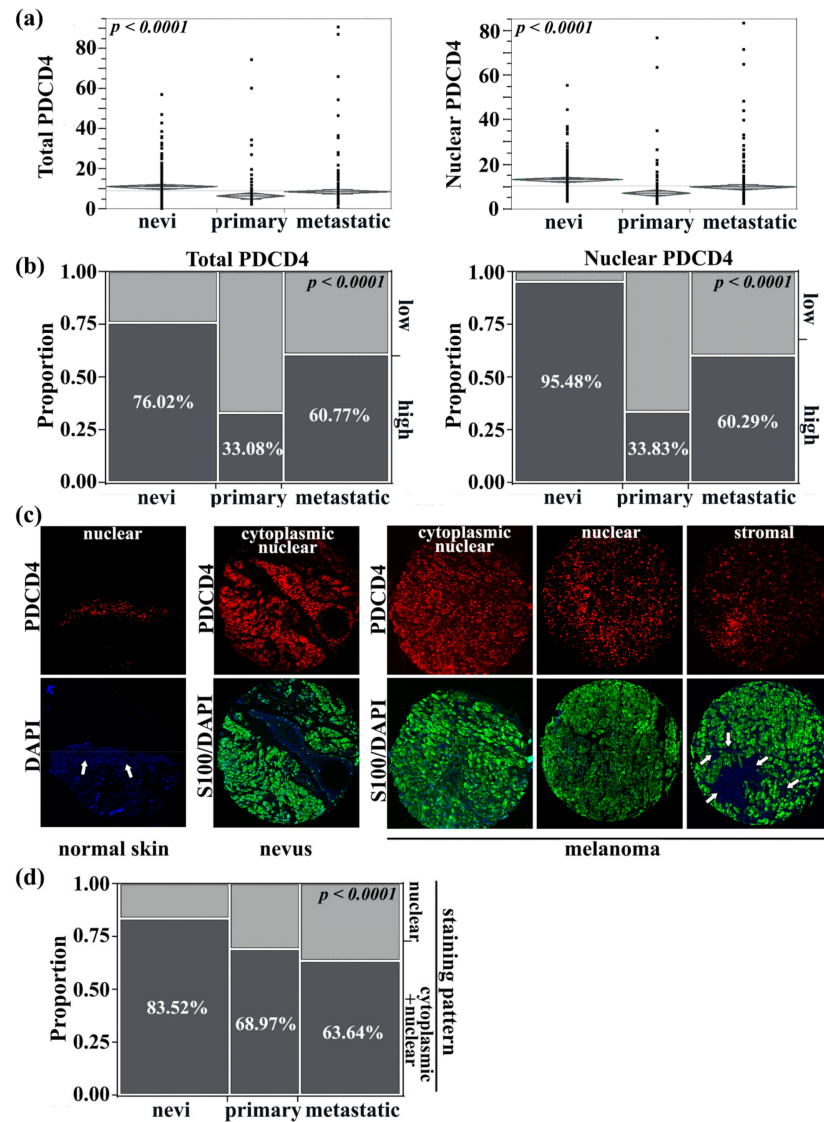 (a)
p < 0.0001
Total PDCD4
80
60
40
20
0
nevi primary metastatic
p < 0.0001
Nuclear PDCD4
80
60
40
20
0
nevi primary metastatic
(b)
Total PDCD4
p < 0.0001
Proportion
1.00
0.75
0.50
0.25
0.00
76.02%
33.08%
60.77%
low
high
nevi primary metastatic
Nuclear PDCD4
p < 0.0001
Proportion
1.00
0.75
0.50
0.25
0.00
95.48%
33.83%
60.29%
low
high
nevi primary metastatic
(c)
nuclear
PDCD4
DAPI
normal skin
cytoplasmic
nuclear
PDCD4
S100/DAPI
nevus
cytoplasmic
nuclear
nuclear
stromal
PDCD4
S100/DAPI
melanoma
(d)
p < 0.0001
Proportion
1.00
0.75
0.50
0.25
0.00
83.52%
68.97%
63.64%
nuclear
cytoplasmic
+nuclear
staining pattern
nevi primary metastatic